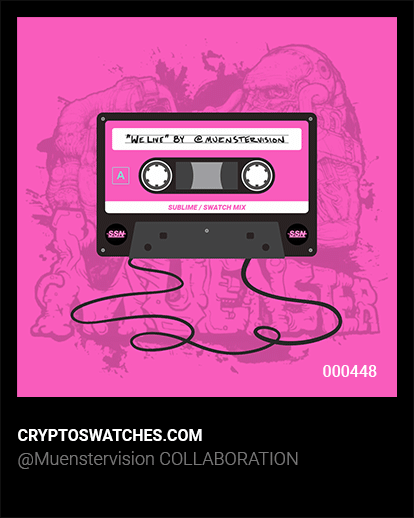 "WE LIVE" BY @MUENSTERVISION
A
SUBLIME / SWATCH MIX
SSN SSN
000448
CRYPTOSWATCHES.COM
@Muenstervision COLLABORATION